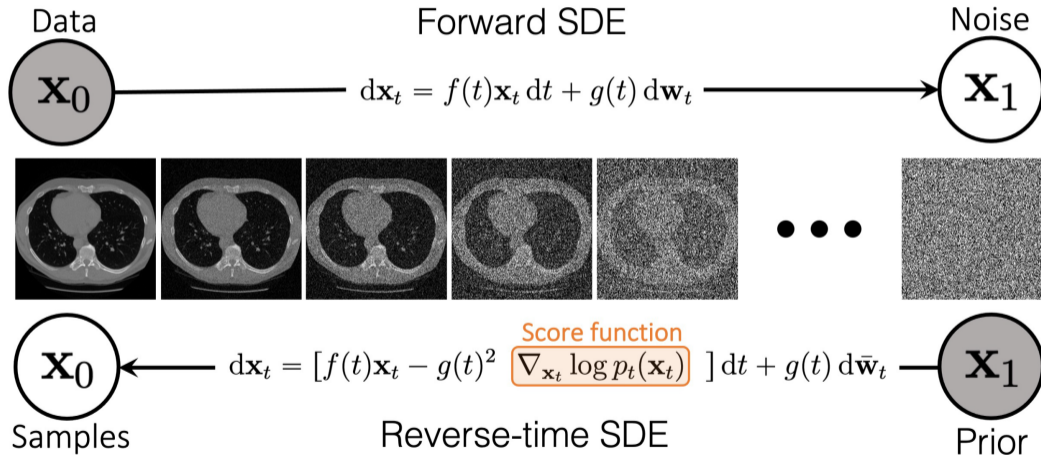 Data
Forward SDE
Noise
x₀
dxₜ = f(t)xₜ dt + g(t) dwₜ
x₁
Score function
x₀
dxₜ = [f(t)xₜ − g(t)² ∇ₓₜ log pₜ(xₜ) ] dt + g(t) dw̄ₜ
x₁
Samples
Reverse-time SDE
Prior